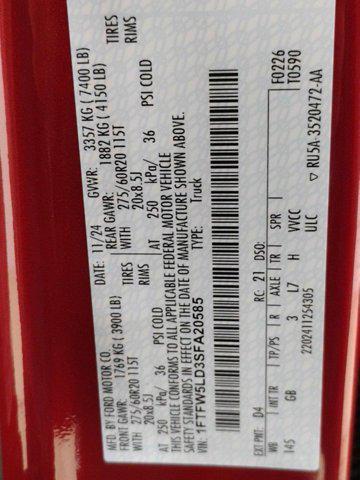 MFD. BY FORD MOTOR CO.
DATE: 11/24 GVWR: 3357 KG ( 7400 LB)
FRONT GAWR: 1769 KG (3900 LB) REAR GAWR: 1882 KG ( 4150 LB)
275/60R20 115T TIRES WITH 275/60R20 115T TIRES
20x8.5J RIMS 20x8.5J RIMS
AT 250 kPa/ 36 PSI COLD AT 250 kPa/ 36 PSI COLD
THIS VEHICLE CONFORMS TO ALL APPLICABLE FEDERAL MOTOR VEHICLE
SAFETY STANDARDS IN EFFECT ON THE DATE OF MANUFACTURE SHOWN ABOVE.
VIN: 1FTFW5LD3SFA20585 TYPE: Truck
F0226
T0590
EXT PNT: D4 RC: 21 DSO:
WB INT TR TP/PS R AXLE TR SPR
145 GB 3 L7 H VVCC
ULC
2202411254305 ▽ RU5A-3520472-AA